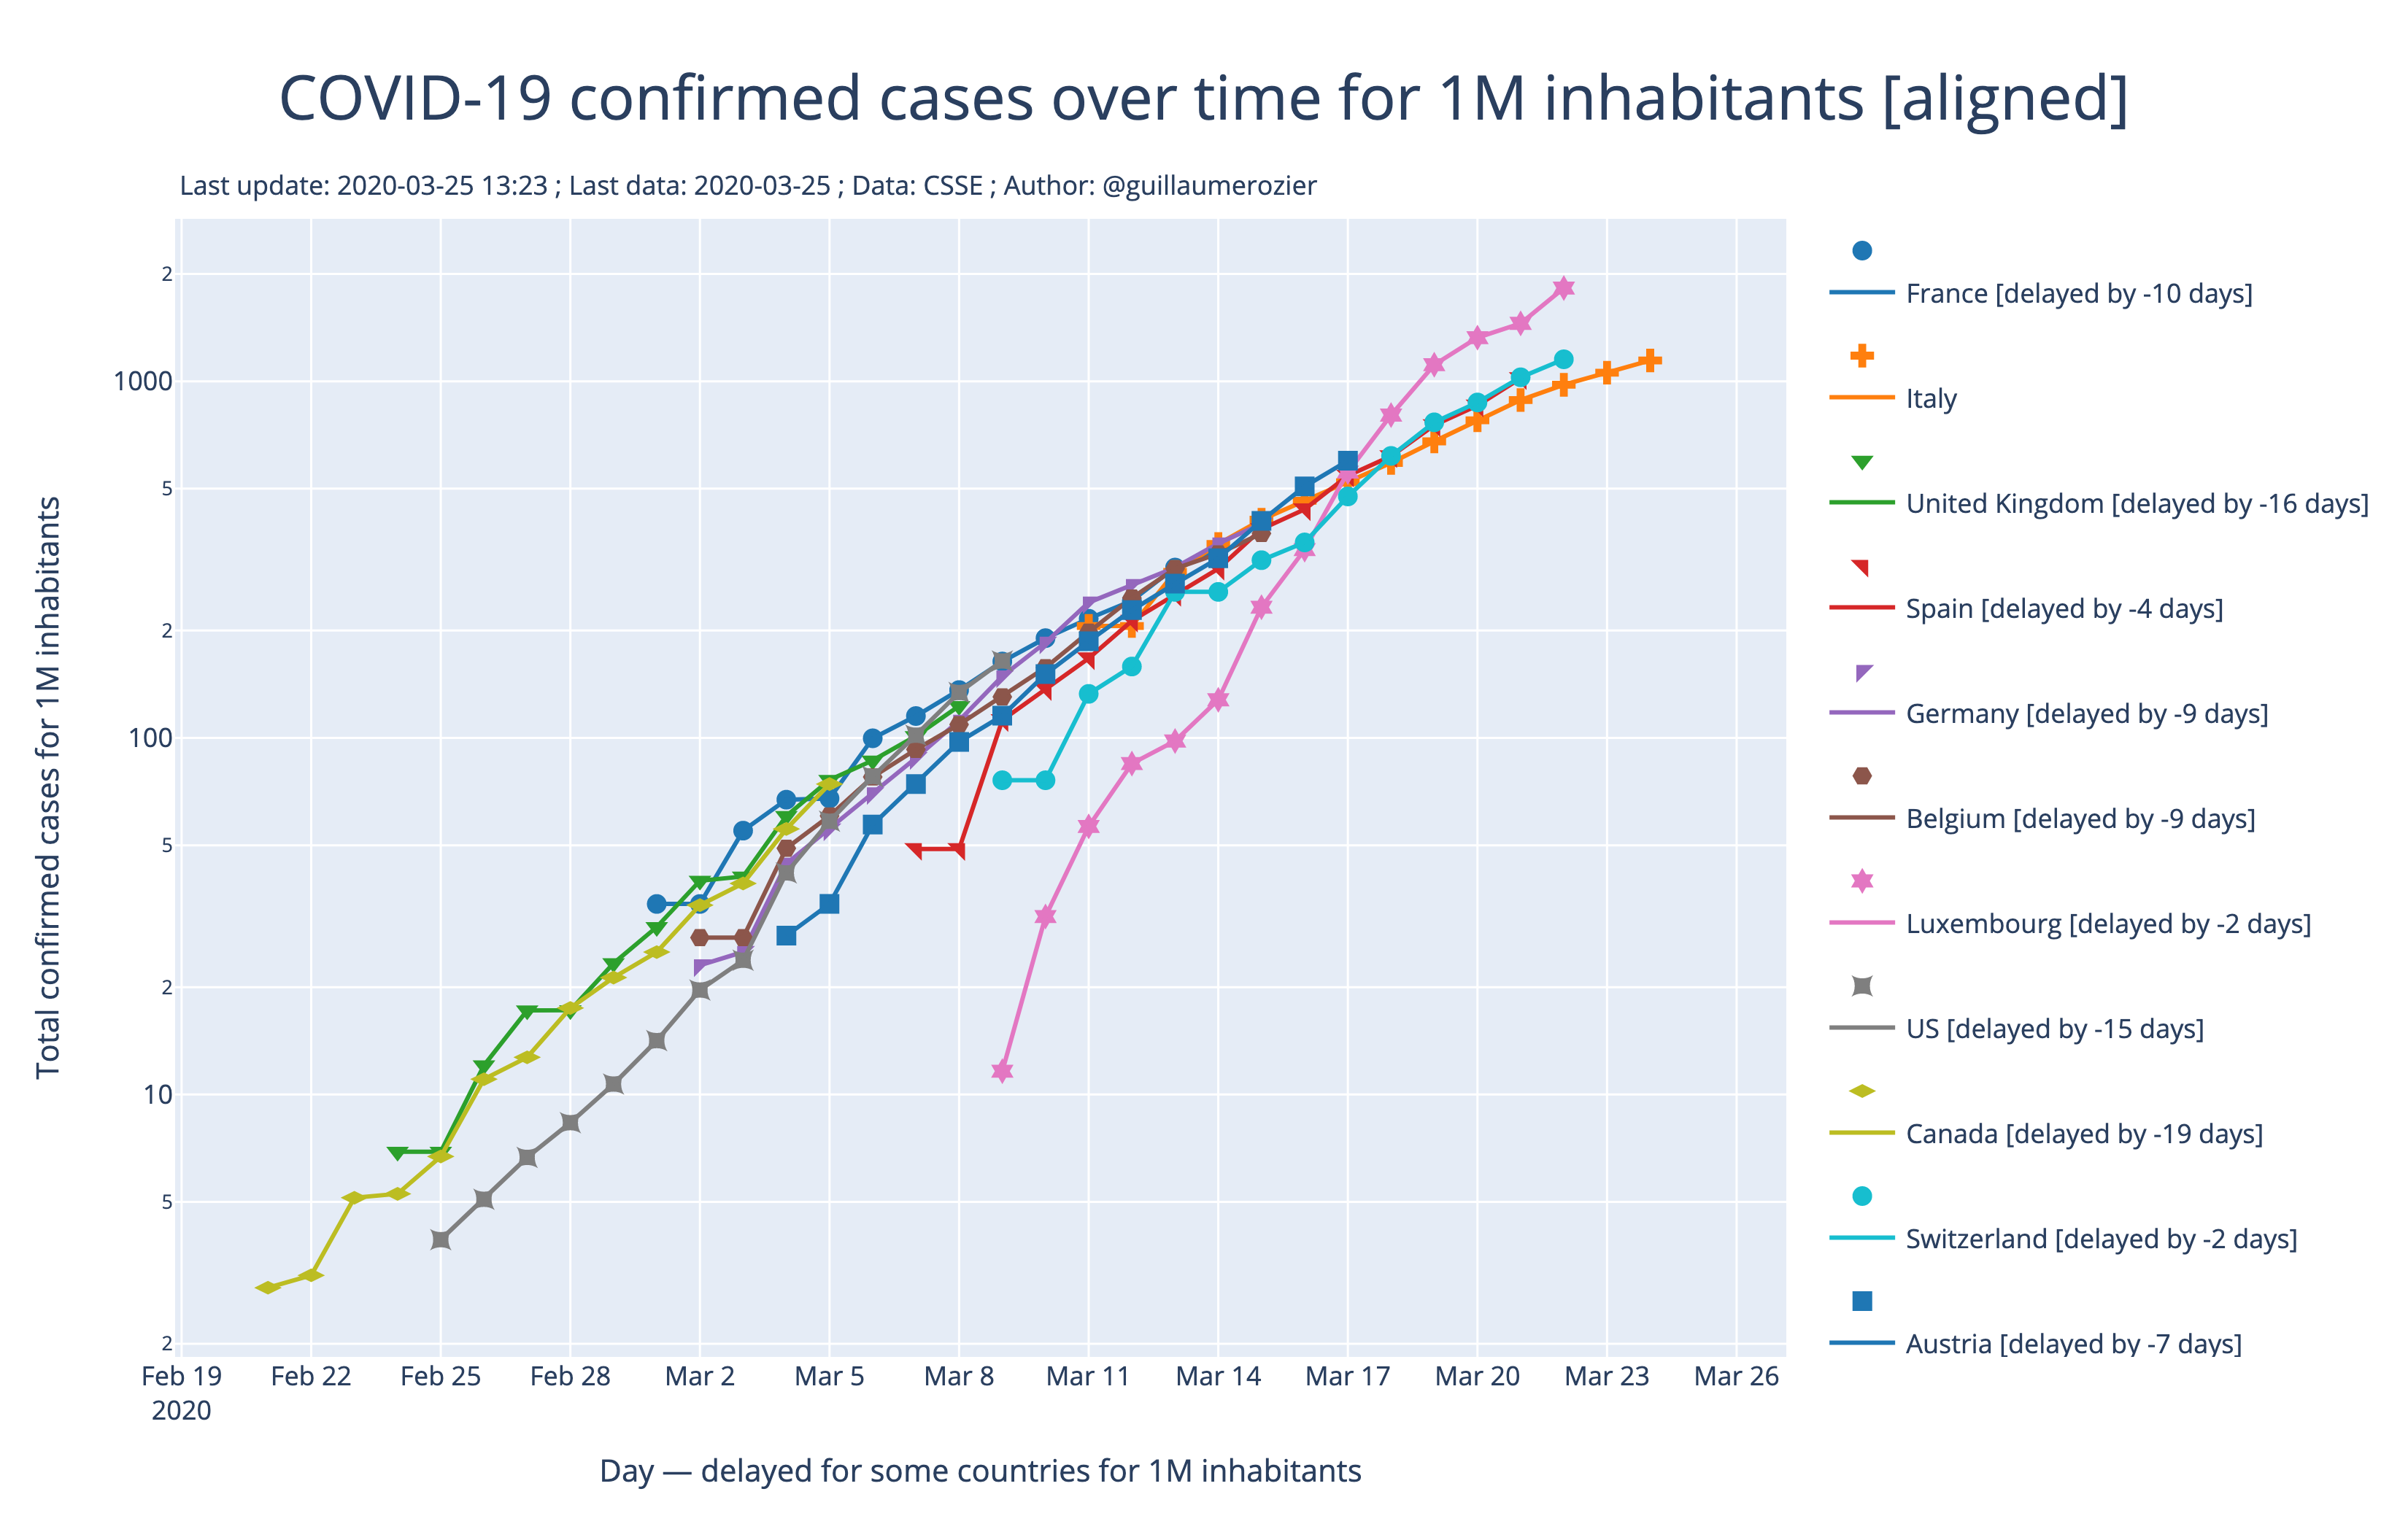 COVID-19 confirmed cases over time for 1M inhabitants [aligned]
Last update: 2020-03-25 13:23 ; Last data: 2020-03-25 ; Data: CSSE ; Author: @guillaumerozier
Total confirmed cases for 1M inhabitants
2
1000
5
2
100
5
2
10
5
2
Feb 19
2020
Feb 22
Feb 25
Feb 28
Mar 2
Mar 5
Mar 8
Mar 11
Mar 14
Mar 17
Mar 20
Mar 23
Mar 26
Day — delayed for some countries for 1M inhabitants
France [delayed by -10 days]
Italy
United Kingdom [delayed by -16 days]
Spain [delayed by -4 days]
Germany [delayed by -9 days]
Belgium [delayed by -9 days]
Luxembourg [delayed by -2 days]
US [delayed by -15 days]
Canada [delayed by -19 days]
Switzerland [delayed by -2 days]
Austria [delayed by -7 days]